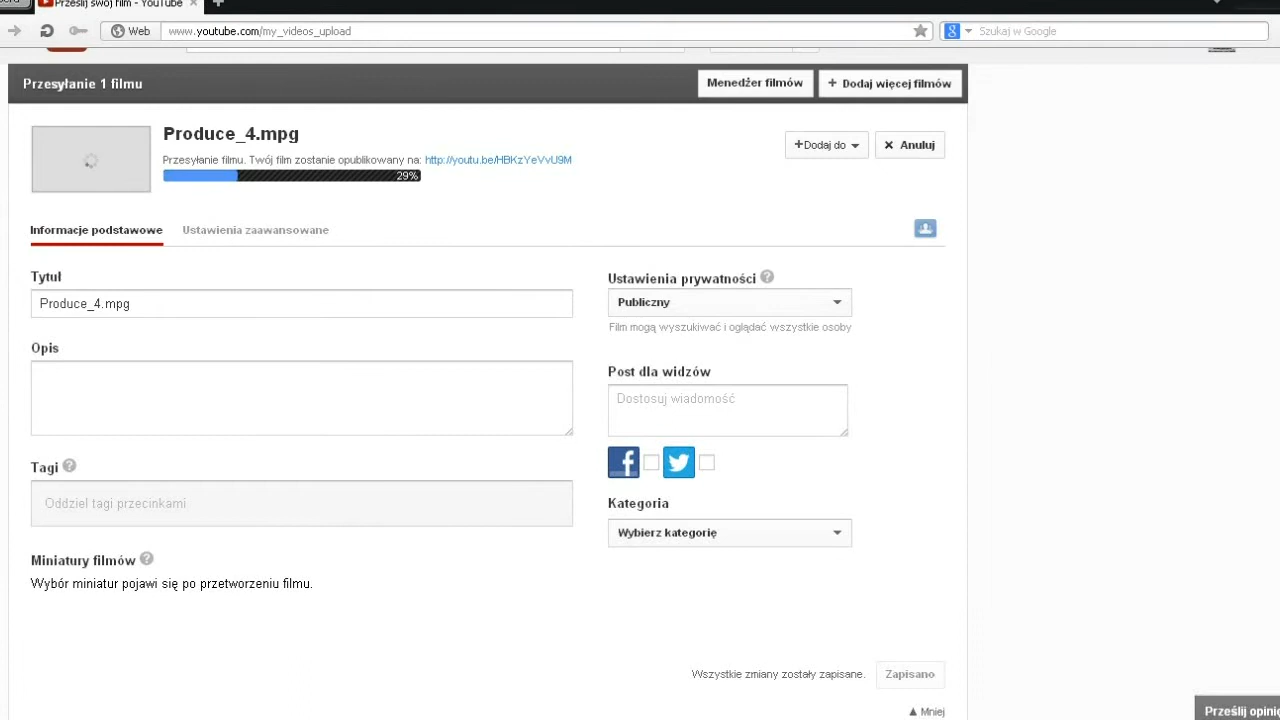 Prześlij swój film - YouTube
Web
www.youtube.com/my_videos_upload
Szukaj w Google
Przesyłanie 1 filmu
Menedżer filmów
+ Dodaj więcej filmów
Produce_4.mpg
Przesyłanie filmu. Twój film zostanie opublikowany na: http://youtu.be/HBKzYeVvU9M
29%
+Dodaj do
Anuluj
Informacje podstawowe
Ustawienia zaawansowane
Tytuł
Produce_4.mpg
Opis
Tagi
Oddziel tagi przecinkami
Miniatury filmów
Wybór miniatur pojawi się po przetworzeniu filmu.
Ustawienia prywatności
Publiczny
Film mogą wyszukiwać i oglądać wszystkie osoby
Post dla widzów
Dostosuj wiadomość
Kategoria
Wybierz kategorię
Wszystkie zmiany zostały zapisane.
Zapisano
Mniej
Prześlij opinię